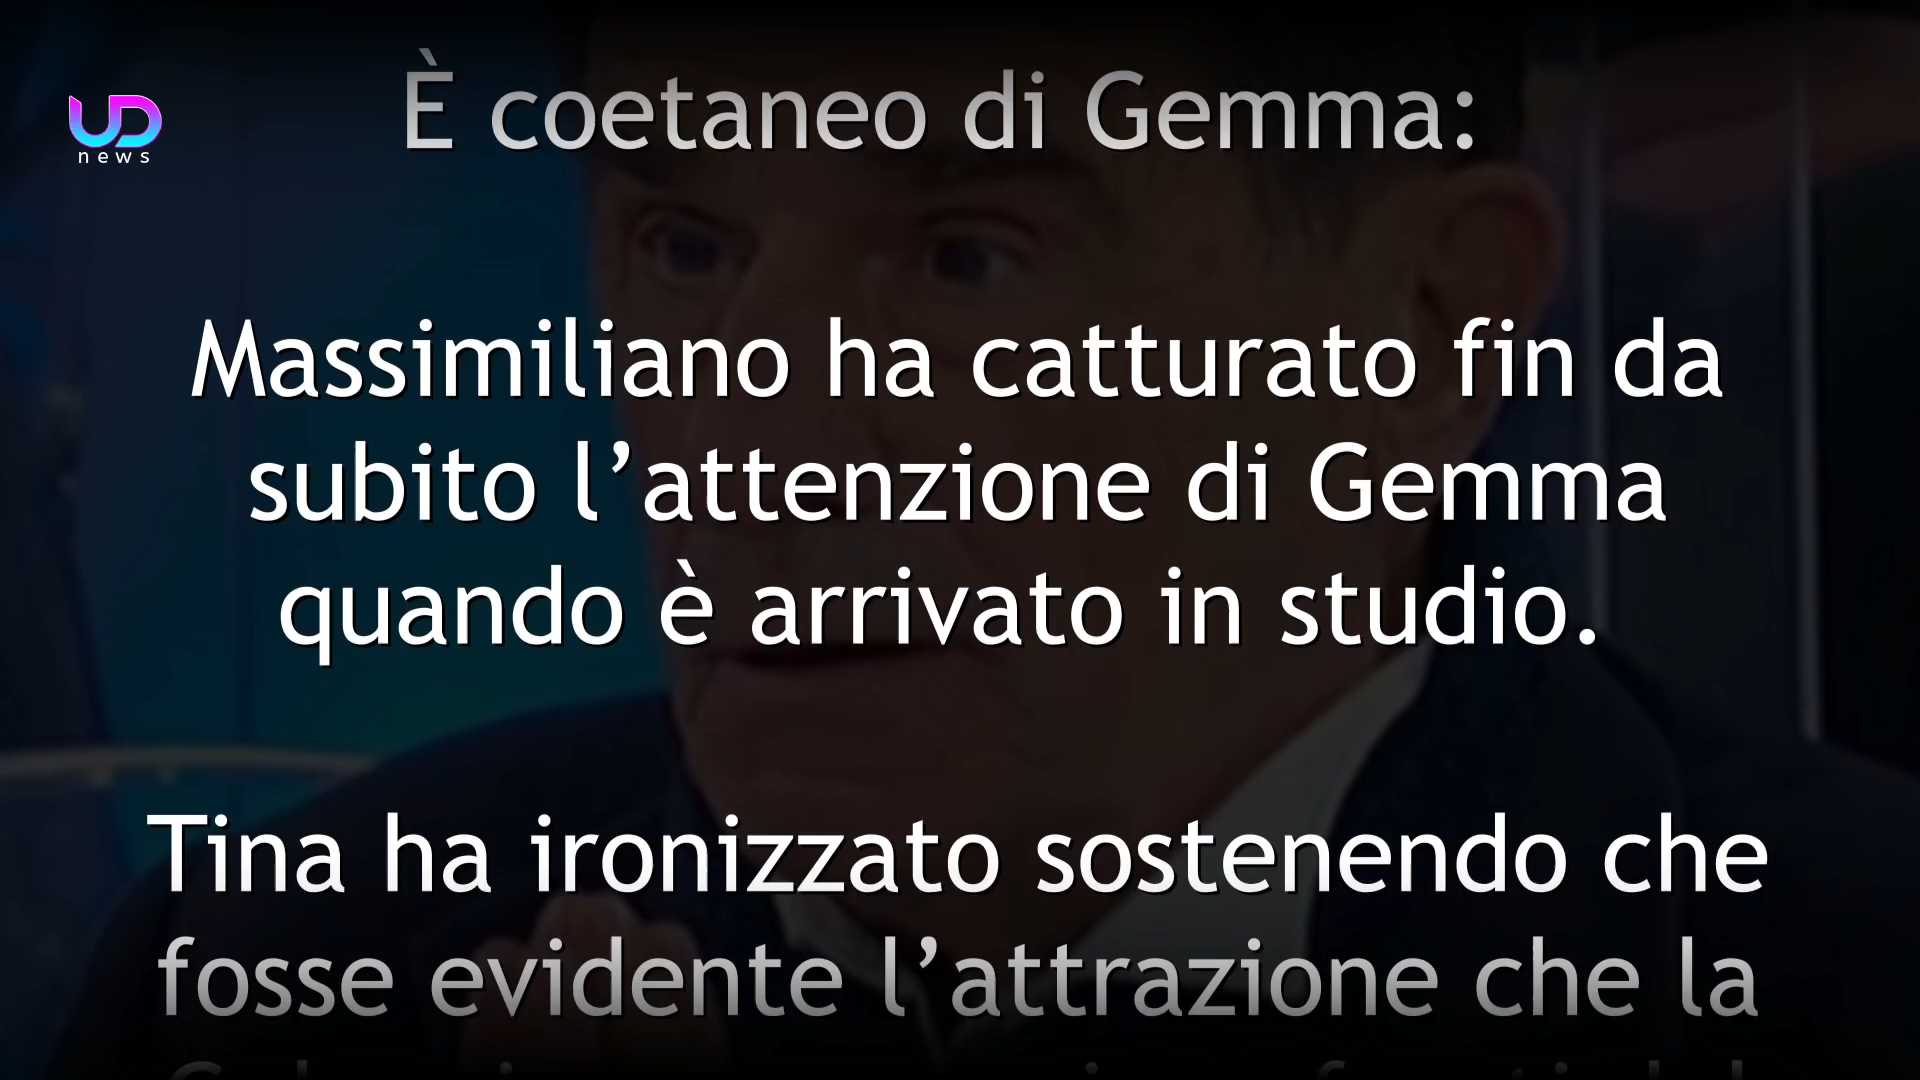 UD
news
È coetaneo di Gemma:
Massimiliano ha catturato fin da
subito l’attenzione di Gemma
quando è arrivato in studio.
Tina ha ironizzato sostenendo che
fosse evidente l’attrazione che la